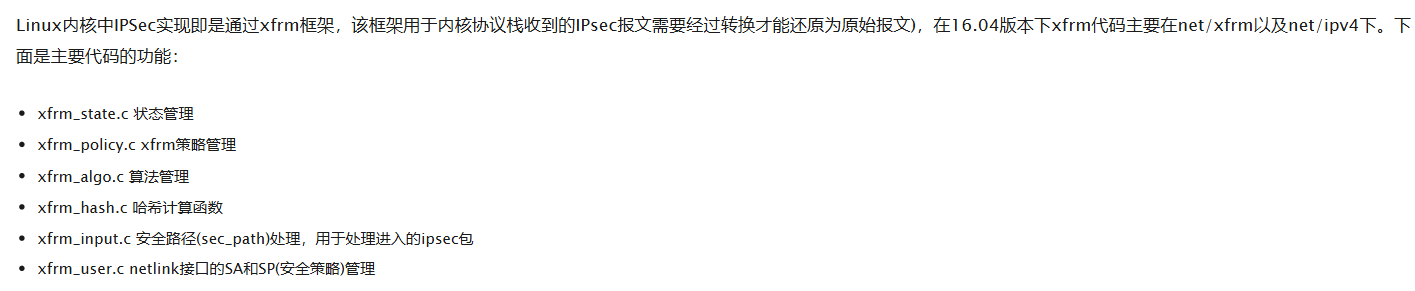 Linux内核中IPSec实现即是通过xfrm框架，该框架用于内核协议栈收到的IPsec报文需要经过转换才能还原为原始报文)，在16.04版本下xfrm代码主要在net/xfrm以及net/ipv4下。下
面是主要代码的功能：
• xfrm_state.c 状态管理
• xfrm_policy.c xfrm策略管理
• xfrm_algo.c 算法管理
• xfrm_hash.c 哈希计算函数
• xfrm_input.c 安全路径(sec_path)处理，用于处理进入的ipsec包
• xfrm_user.c netlink接口的SA和SP(安全策略)管理